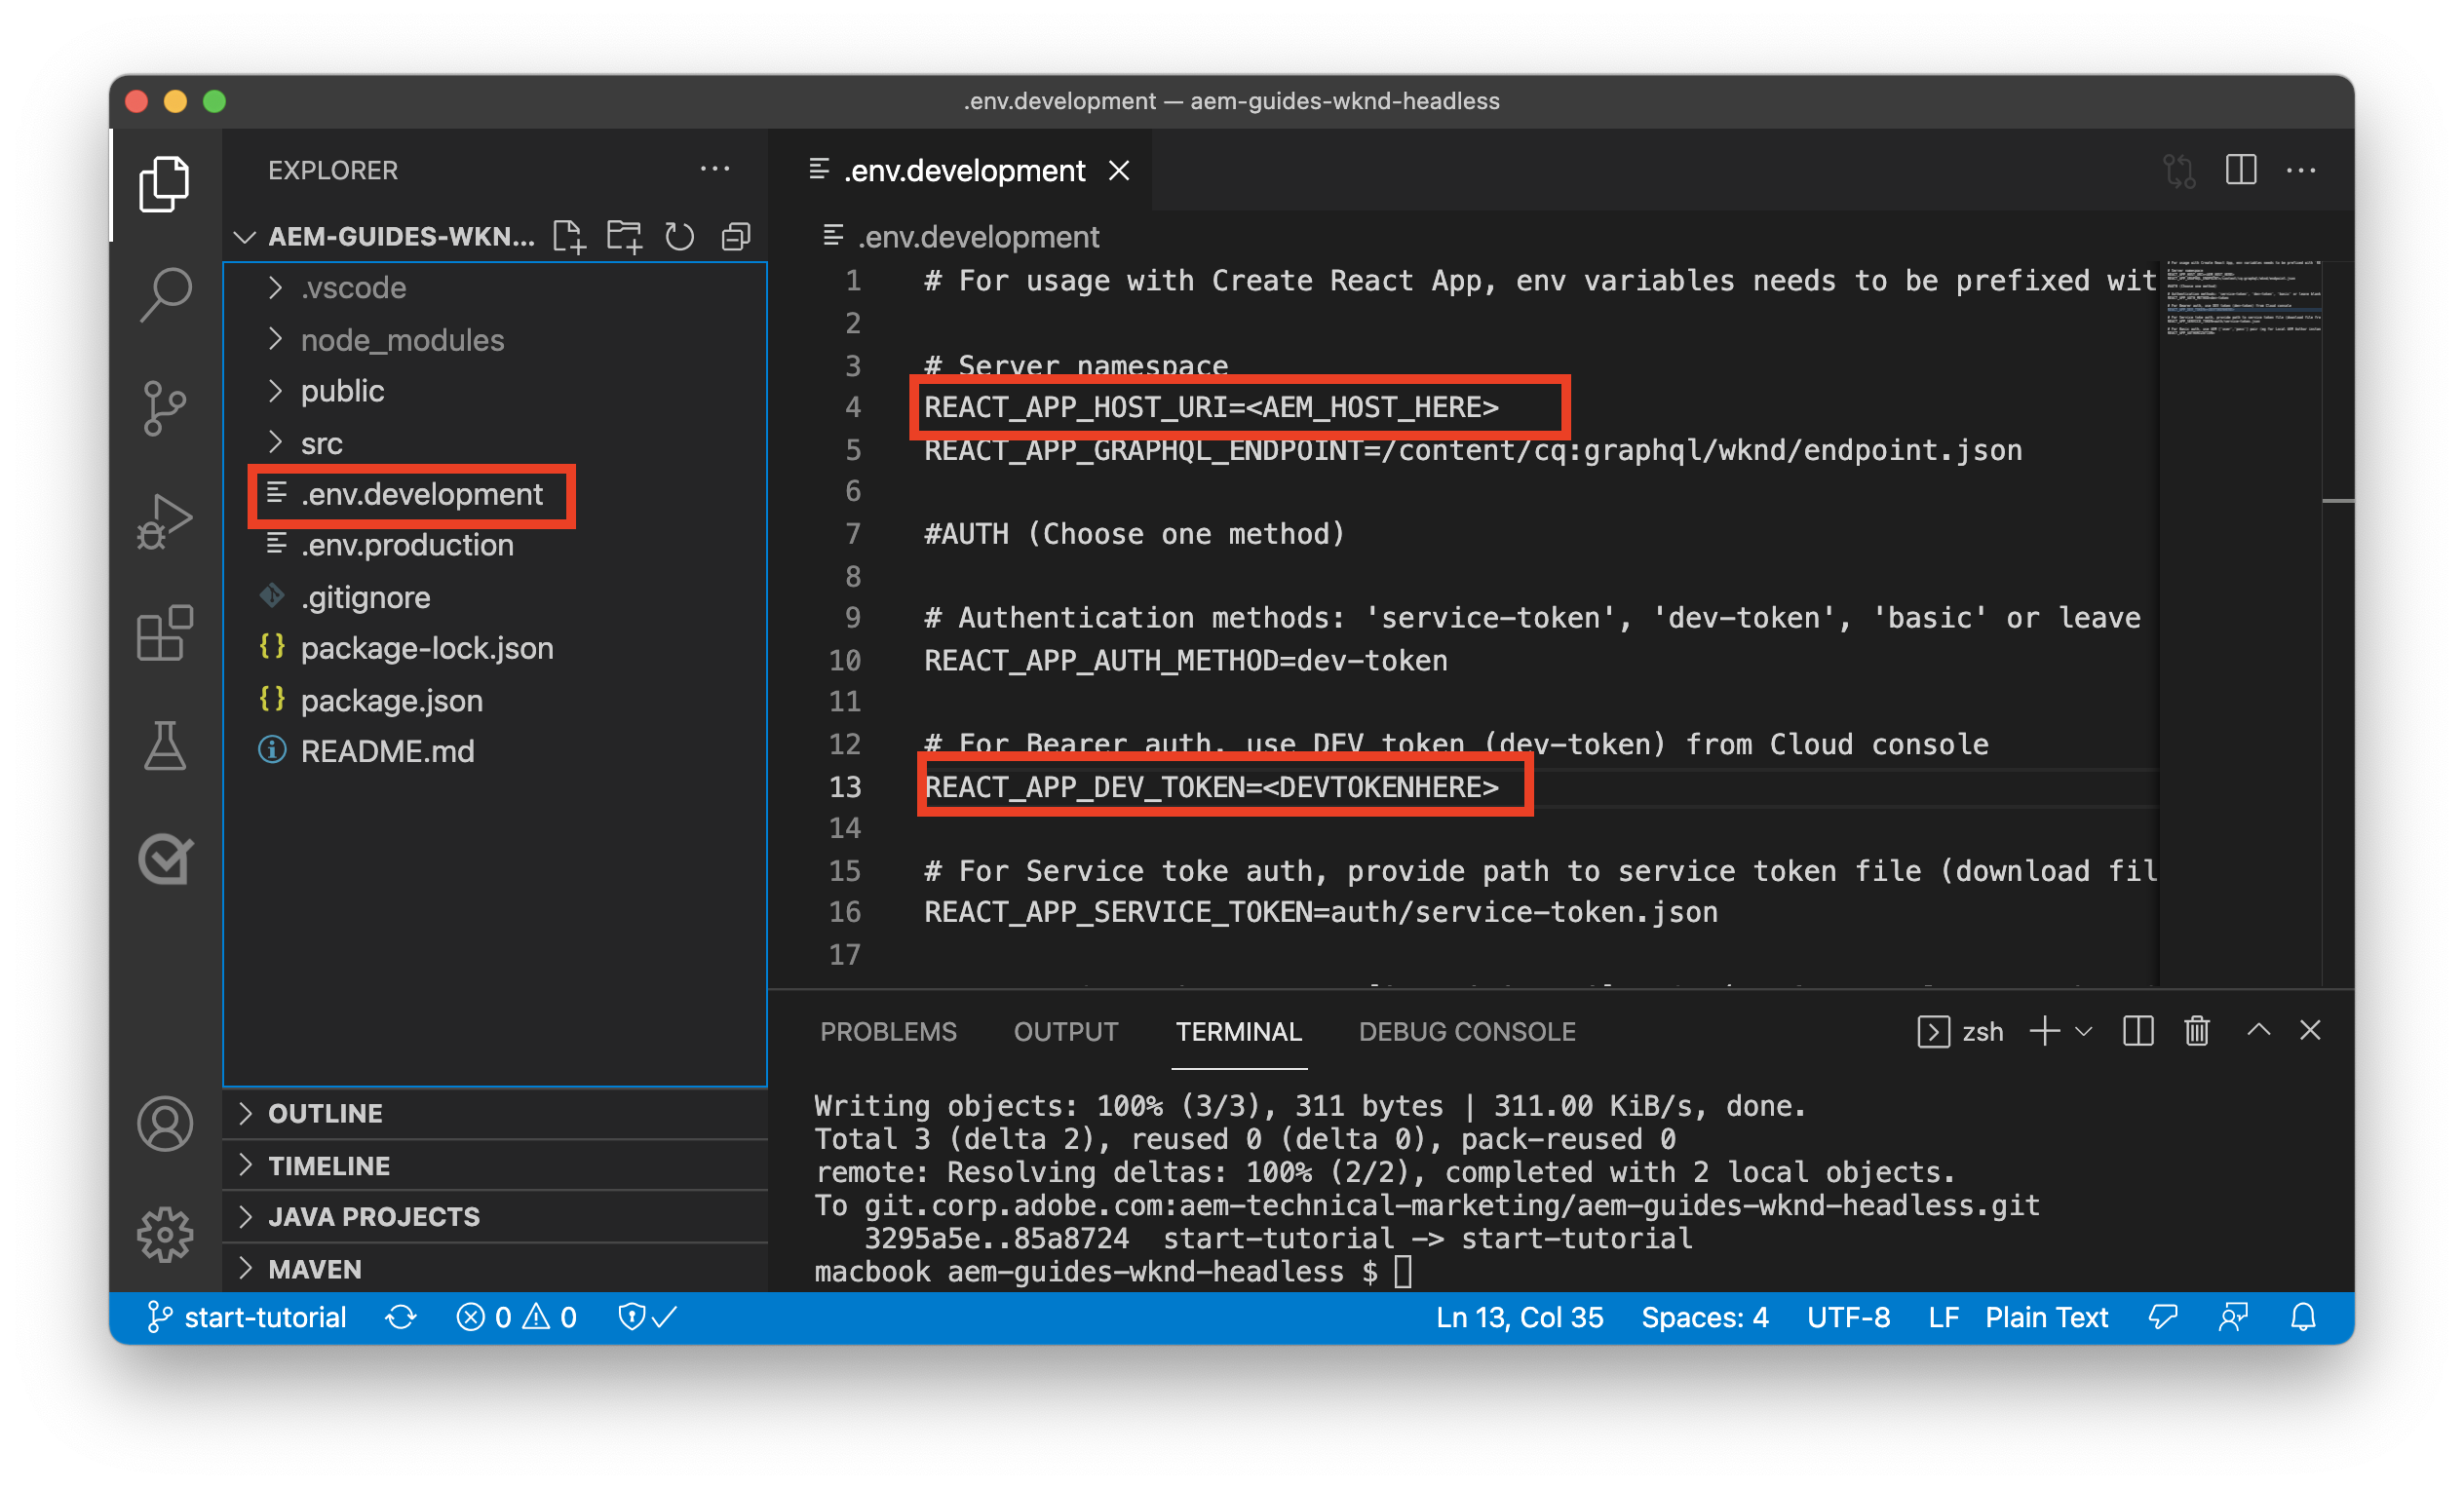 .env.development — aem-guides-wknd-headless
EXPLORER
AEM-GUIDES-WKN...
.vscode
node_modules
public
src
.env.development
.env.production
.gitignore
package-lock.json
package.json
README.md
OUTLINE
TIMELINE
JAVA PROJECTS
MAVEN
.env.development
.env.development
1 # For usage with Create React App, env variables needs to be prefixed wit
2
3 # Server namespace
4 REACT_APP_HOST_URI=<AEM_HOST_HERE>
5 REACT_APP_GRAPHQL_ENDPOINT=/content/cq:graphql/wknd/endpoint.json
6
7 #AUTH (Choose one method)
8
9 # Authentication methods: 'service-token', 'dev-token', 'basic' or leave
10 REACT_APP_AUTH_METHOD=dev-token
11
12 # For Bearer auth, use DEV token (dev-token) from Cloud console
13 REACT_APP_DEV_TOKEN=<DEVTOKENHERE>
14
15 # For Service toke auth, provide path to service token file (download fil
16 REACT_APP_SERVICE_TOKEN=auth/service-token.json
17
PROBLEMS OUTPUT TERMINAL DEBUG CONSOLE zsh
Writing objects: 100% (3/3), 311 bytes | 311.00 KiB/s, done.
Total 3 (delta 2), reused 0 (delta 0), pack-reused 0
remote: Resolving deltas: 100% (2/2), completed with 2 local objects.
To git.corp.adobe.com:aem-technical-marketing/aem-guides-wknd-headless.git
3295a5e..85a8724 start-tutorial -> start-tutorial
macbook aem-guides-wknd-headless $
start-tutorial 0 0 Ln 13, Col 35 Spaces: 4 UTF-8 LF Plain Text